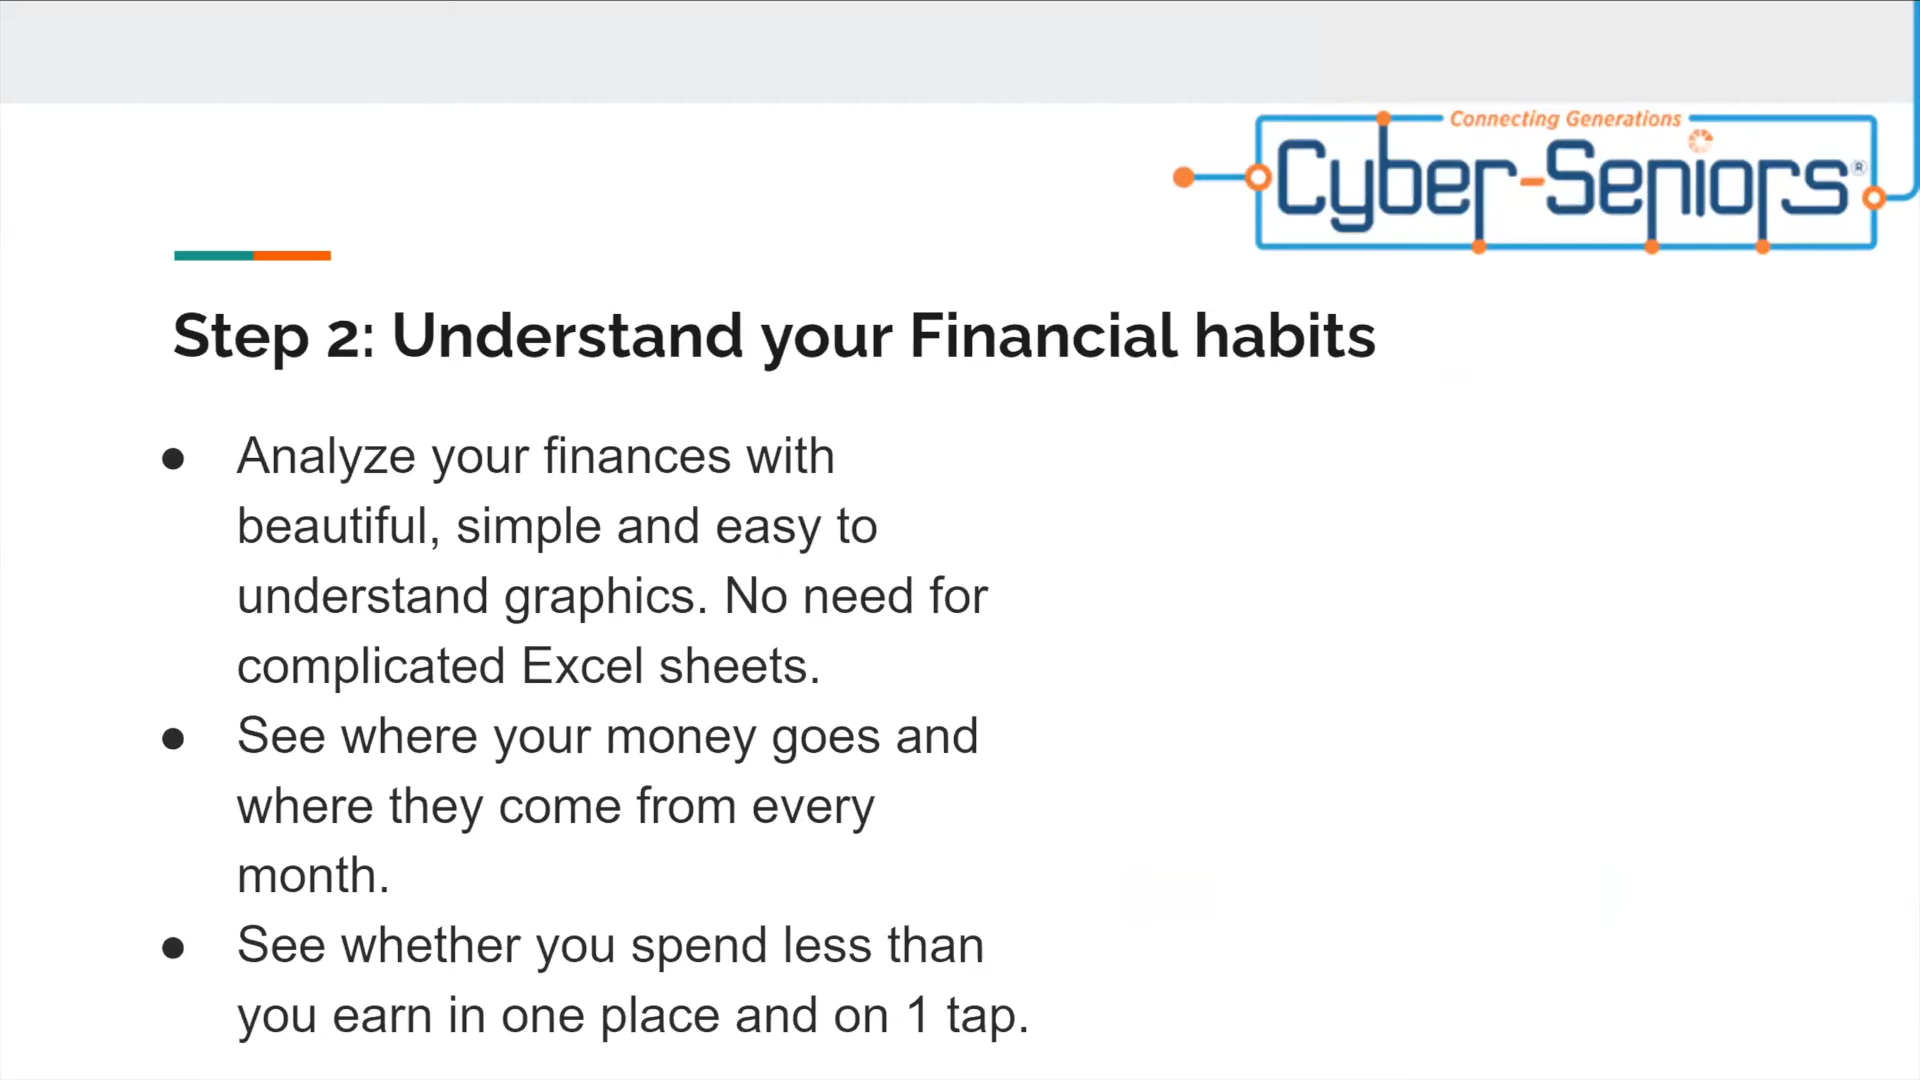 Connecting Generations
Cyber-Seniors®
Step 2: Understand your Financial habits
● Analyze your finances with
beautiful, simple and easy to
understand graphics. No need for
complicated Excel sheets.
● See where your money goes and
where they come from every
month.
● See whether you spend less than
you earn in one place and on 1 tap.